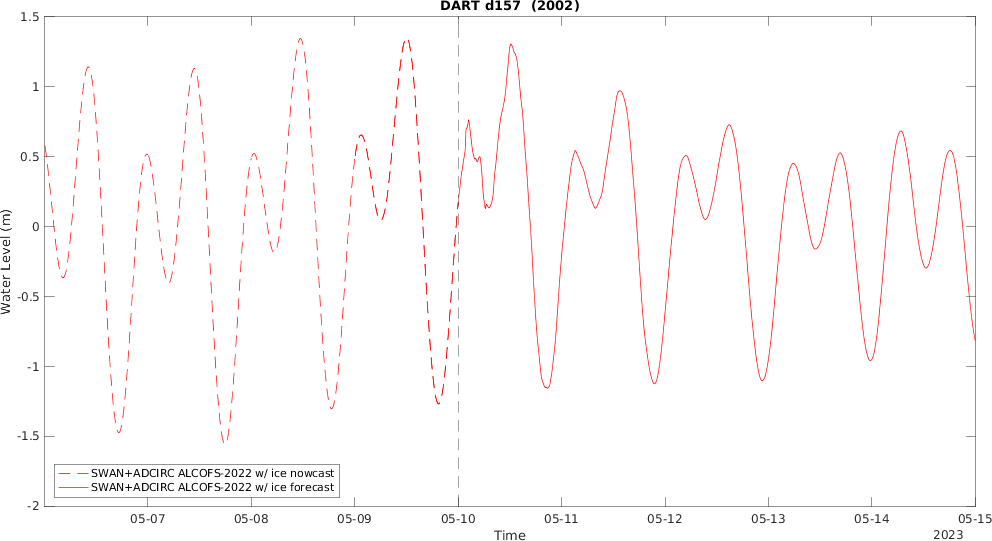 DART d157  (2002)
1.5
1
0.5
0
-0.5
-1
-1.5
-2
Water Level (m)
SWAN+ADCIRC ALCOFS-2022 w/ ice nowcast
SWAN+ADCIRC ALCOFS-2022 w/ ice forecast
05-07 05-08 05-09 05-10 05-11 05-12 05-13 05-14 05-15
Time
2023